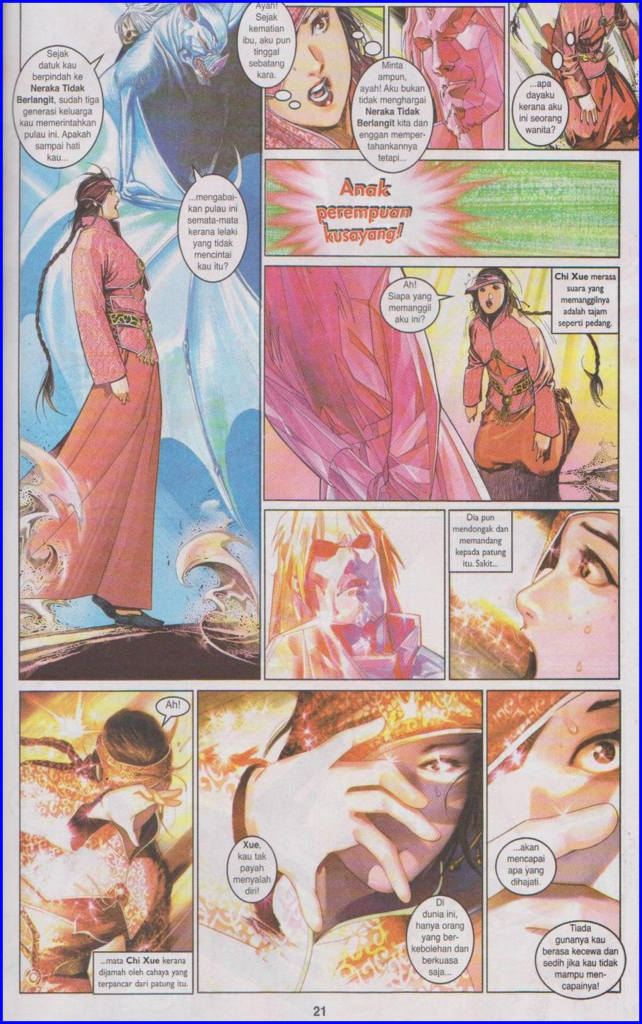 Sejak
datuk kau
berpindah ke
Neraka Tidak
Berlangit, sudah tiga
generasi keluarga
kau memerintahkan
pulau ini. Apakah
sampai hati
kau...
...mengabai-
kan pulau ini
semata-mata
kerana lelaki
yang tidak
mencintai
kau itu?
Ayah!
Sejak
kematian
ibu, aku pun
tinggal
sebatang
kara.
Minta
ampun,
ayah! Aku bukan
tidak menghargai
Neraka Tidak
Berlangit kita dan
enggan memper-
tahankannya
tetapi...
...apa
dayaku
kerana aku
ini seorang
wanita?
Anak
perempuan
kusayang!
Ah!
Siapa yang
memanggil
aku ini?
Chi Xue merasa
suara yang
memanggilnya
adalah tajam
seperti pedang.
Dia pun
mendongak dan
memandang
kepada patung
itu. Sakit...
Ah!
...mata Chi Xue kerana
dijamah oleh cahaya yang
terpancar dari patung itu.
Xue,
kau tak
payah
menyalah
diri!
Di
dunia ini,
hanya orang
yang ber-
kebolehan dan
berkuasa
saja...
...akan
mencapai
apa yang
dihajati.
Tiada
gunanya kau
berasa kecewa dan
sedih jika kau tidak
mampu men-
capainya!
21